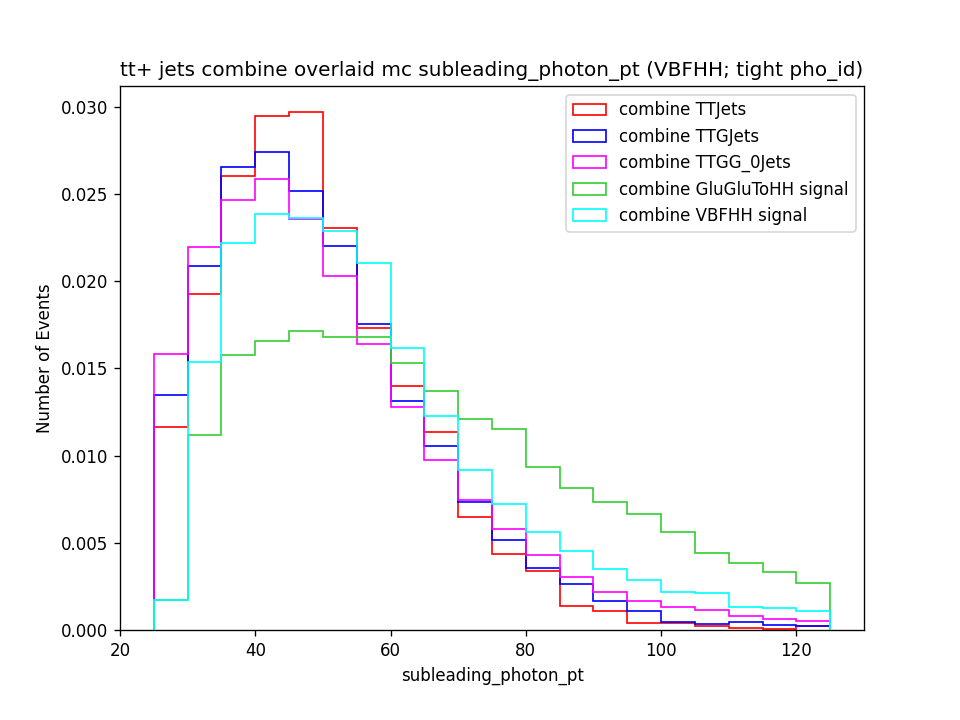 tt+ jets combine overlaid mc subleading_photon_pt (VBFHH; tight pho_id)
combine TTJets
combine TTGJets
combine TTGG_0Jets
combine GluGluToHH signal
combine VBFHH signal
Number of Events
0.030
0.025
0.020
0.015
0.010
0.005
0.000
20 40 60 80 100 120
subleading_photon_pt